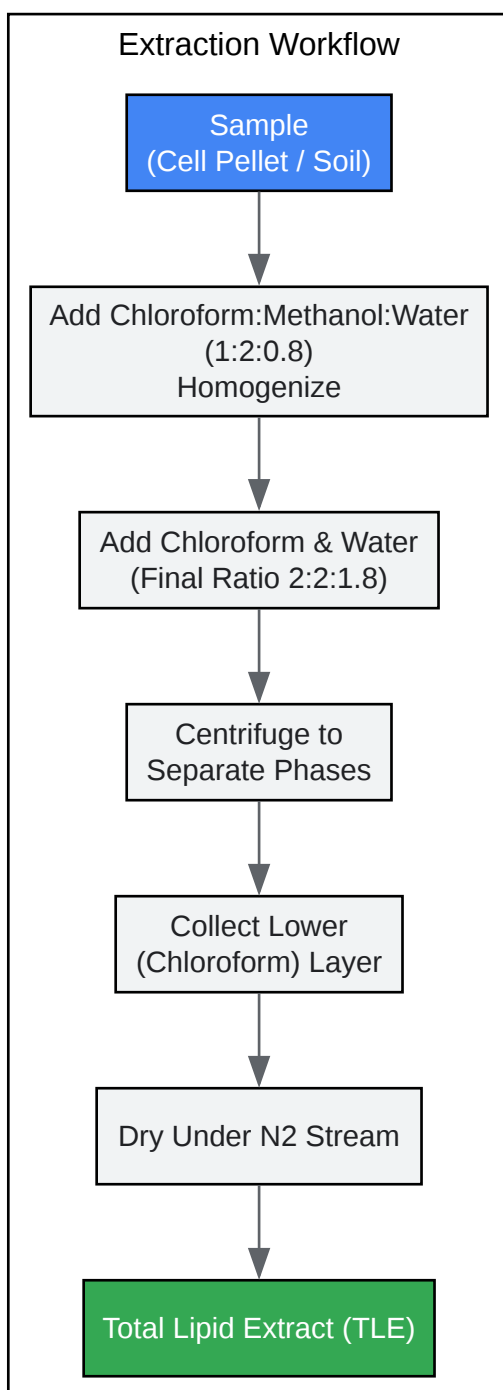 Extraction Workflow
Sample
(Cell Pellet / Soil)
Add Chloroform:Methanol:Water
(1:2:0.8)
Homogenize
Add Chloroform & Water
(Final Ratio 2:2:1.8)
Centrifuge to
Separate Phases
Collect Lower
(Chloroform) Layer
Dry Under N2 Stream
Total Lipid Extract (TLE)